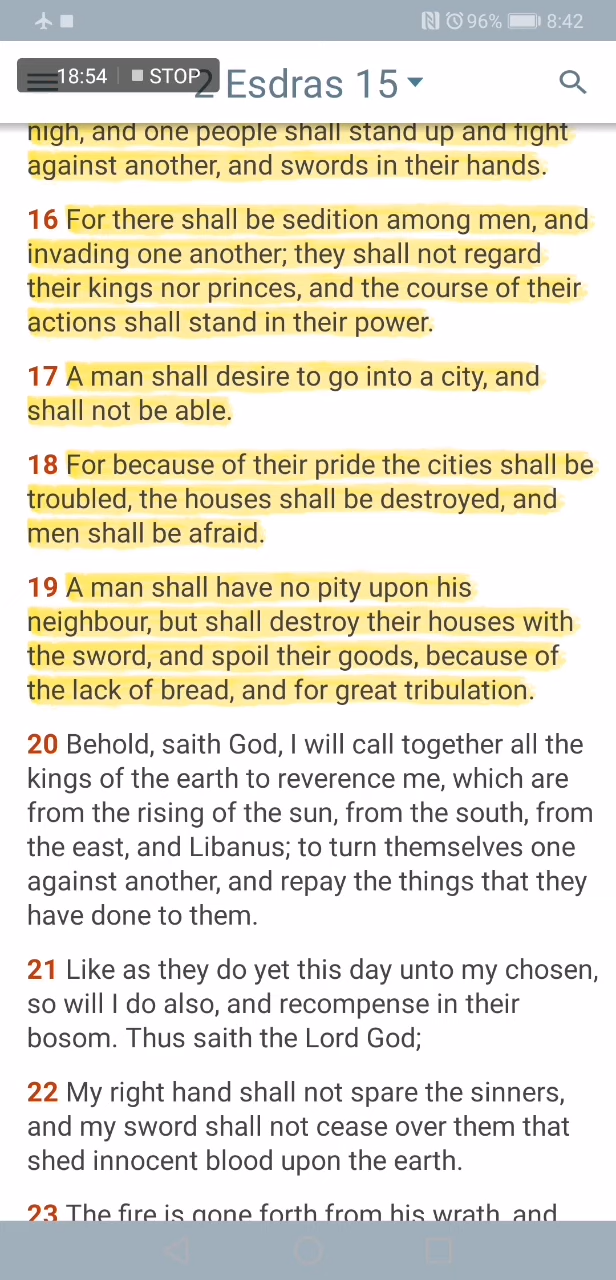 96% 8:42
18:54 STOP 2 Esdras 15
nigh, and one people shall stand up and fight
against another, and swords in their hands.
16 For there shall be sedition among men, and
invading one another; they shall not regard
their kings nor princes, and the course of their
actions shall stand in their power.
17 A man shall desire to go into a city, and
shall not be able.
18 For because of their pride the cities shall be
troubled, the houses shall be destroyed, and
men shall be afraid.
19 A man shall have no pity upon his
neighbour, but shall destroy their houses with
the sword, and spoil their goods, because of
the lack of bread, and for great tribulation.
20 Behold, saith God, I will call together all the
kings of the earth to reverence me, which are
from the rising of the sun, from the south, from
the east, and Libanus; to turn themselves one
against another, and repay the things that they
have done to them.
21 Like as they do yet this day unto my chosen,
so will I do also, and recompense in their
bosom. Thus saith the Lord God;
22 My right hand shall not spare the sinners,
and my sword shall not cease over them that
shed innocent blood upon the earth.
23 The fire is gone forth from his wrath, and